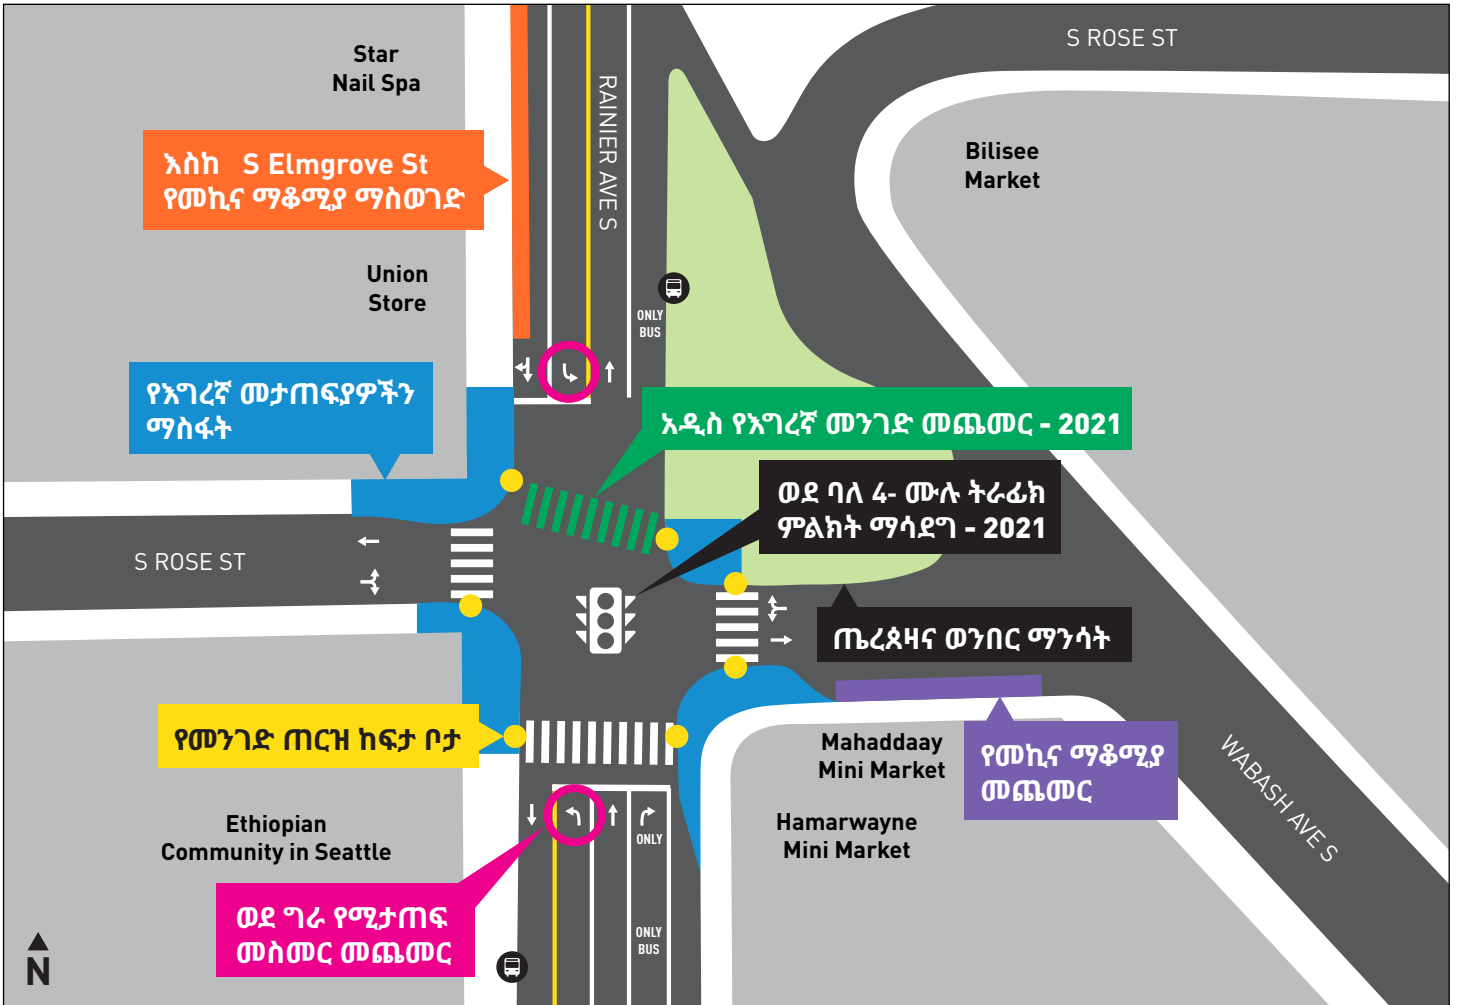 S ROSE ST
Star
Nail Spa
RAINIER AVE S
Bilisee
Market
እስከ S Elmgrove St
የመኪና ማቆሚያ ማስወገድ
Union
Store
ONLY
BUS
የእግረኛ መታጠፍያዎችን
ማስፋት
አዲስ የእግረኛ መንገድ መጨመር - 2021
ወደ ባለ 4- ሙሉ ትራፊክ
ምልክት ማሳደግ - 2021
S ROSE ST
ጤረጴዛና ወንበር ማንሳት
የመንገድ ጠርዝ ከፍታ ቦታ
Mahaddaay
Mini Market
የመኪና ማቆሚያ
መጨመር
WABASH AVE S
Ethiopian
Community in Seattle
ONLY
Hamarwayne
Mini Market
ወደ ግራ የሚታጠፍ
መስመር መጨመር
ONLY
BUS
N